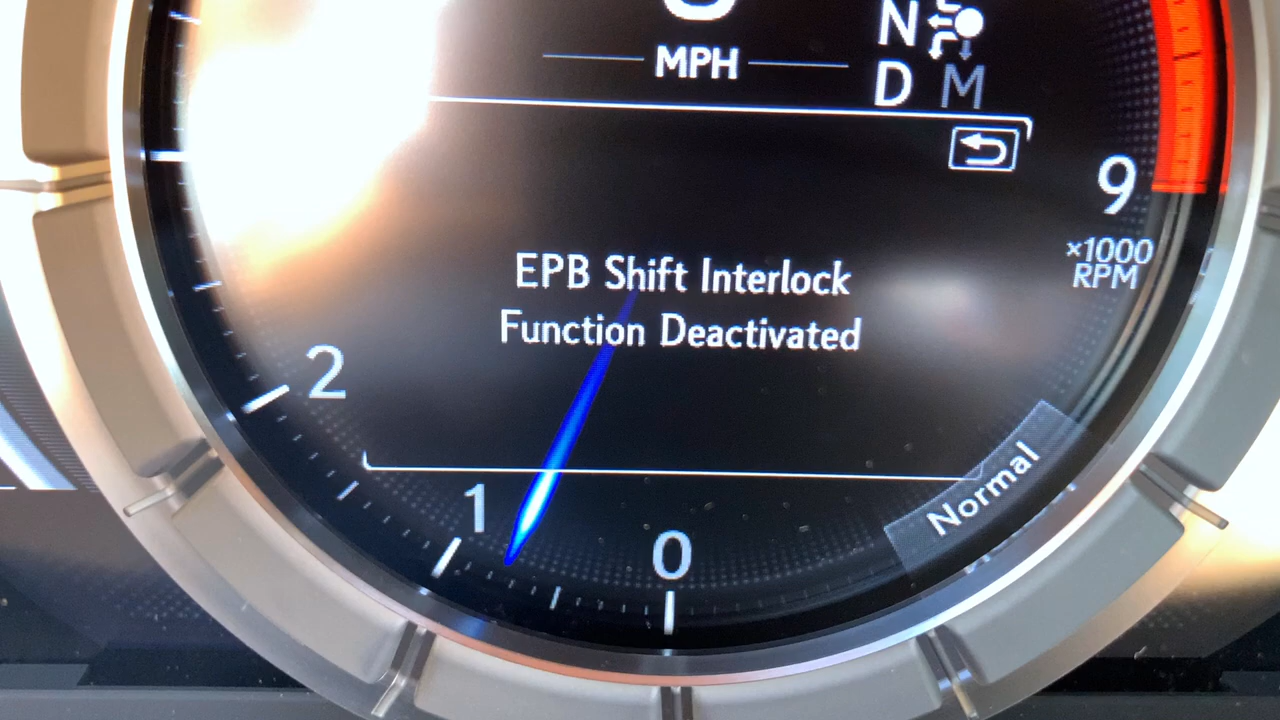 N
MPH
D M
9
×1000
RPM
EPB Shift Interlock
Function Deactivated
2
1
0
Normal